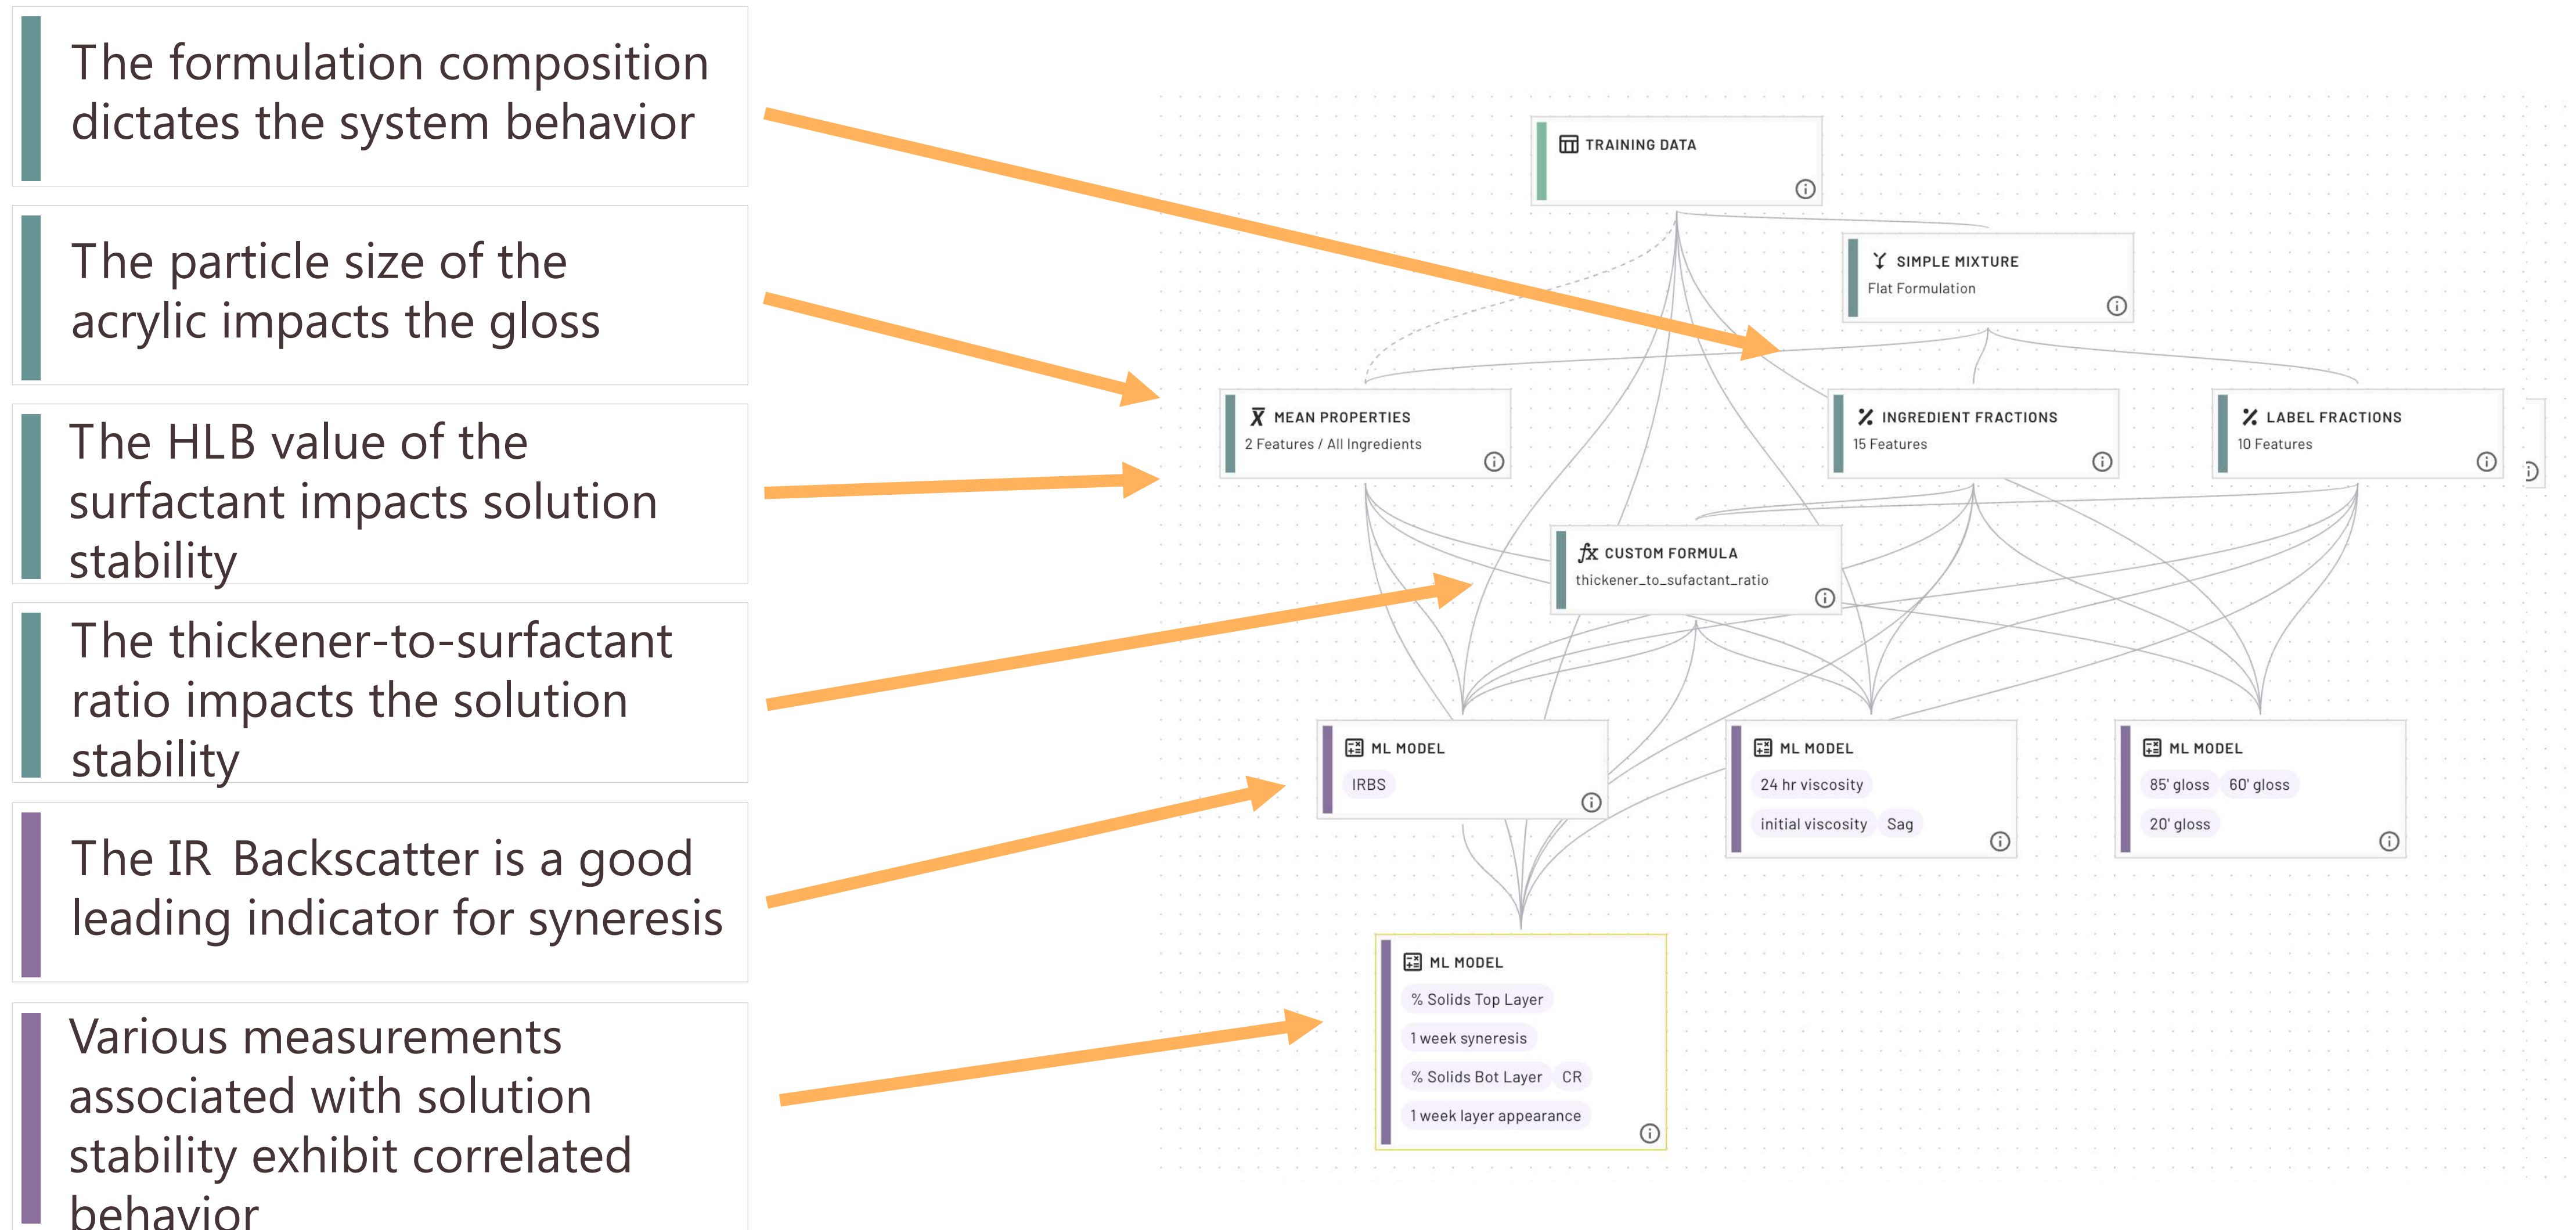 The formulation composition
dictates the system behavior
The particle size of the
acrylic impacts the gloss
The HLB value of the
surfactant impacts solution
stability
The thickener-to-surfactant
ratio impacts the solution
stability
The IR Backscatter is a good
leading indicator for syneresis
Various measurements
associated with solution
stability exhibit correlated
behavior
TRAINING DATA
SIMPLE MIXTURE
Flat Formulation
MEAN PROPERTIES
2 Features / All Ingredients
INGREDIENT FRACTIONS
15 Features
LABEL FRACTIONS
10 Features
CUSTOM FORMULA
thickener_to_sufactant_ratio
ML MODEL
IRBS
ML MODEL
24 hr viscosity
initial viscosity Sag
ML MODEL
85' gloss 60' gloss
20' gloss
ML MODEL
% Solids Top Layer
1 week syneresis
% Solids Bot Layer CR
1 week layer appearance